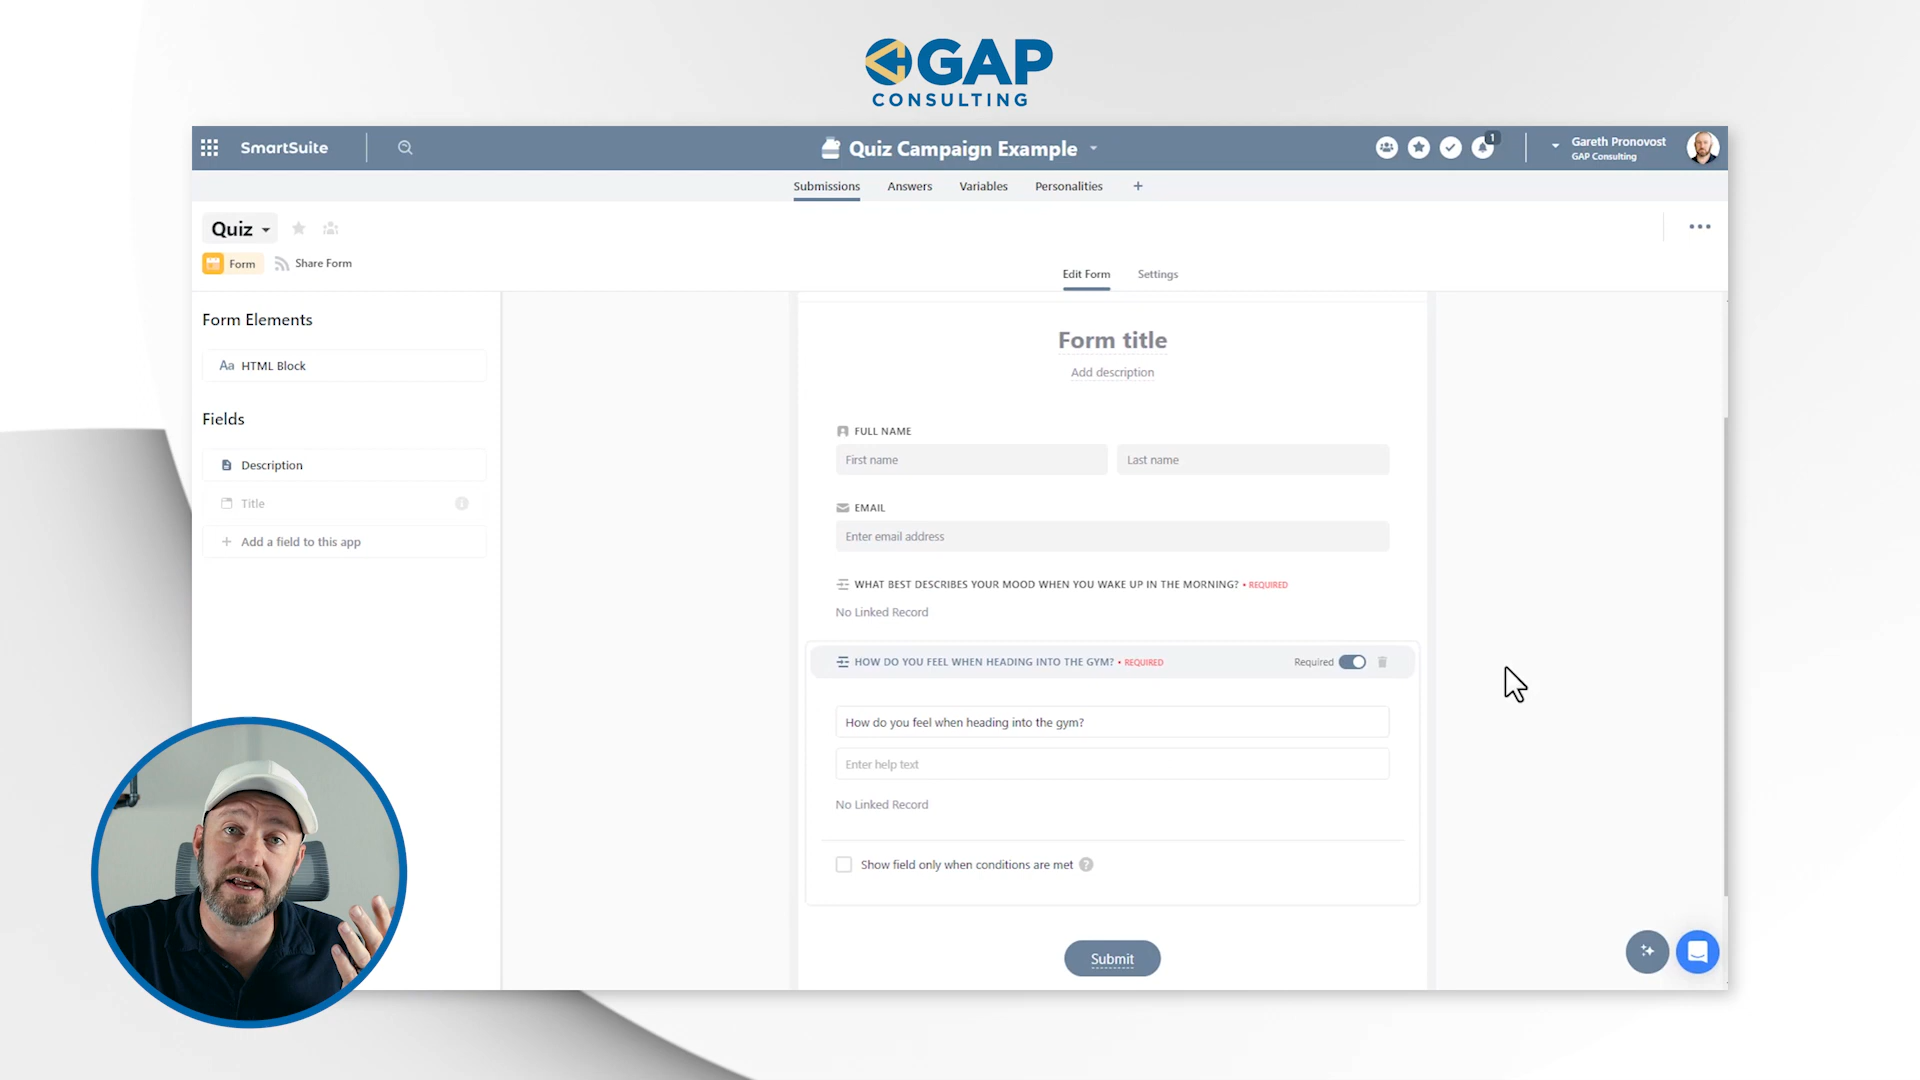 GAP
CONSULTING
SmartSuite
Quiz Campaign Example
1
Gareth Pronovost
GAP Consulting
Submissions
Answers
Variables
Personalities
+
Quiz
Form
Share Form
Edit Form
Settings
Form Elements
Aa HTML Block
Fields
Description
Title
+ Add a field to this app
Form title
Add description
FULL NAME
First name
Last name
EMAIL
Enter email address
WHAT BEST DESCRIBES YOUR MOOD WHEN YOU WAKE UP IN THE MORNING? • REQUIRED
No Linked Record
HOW DO YOU FEEL WHEN HEADING INTO THE GYM? • REQUIRED
Required
How do you feel when heading into the gym?
Enter help text
No Linked Record
Show field only when conditions are met ?
Submit